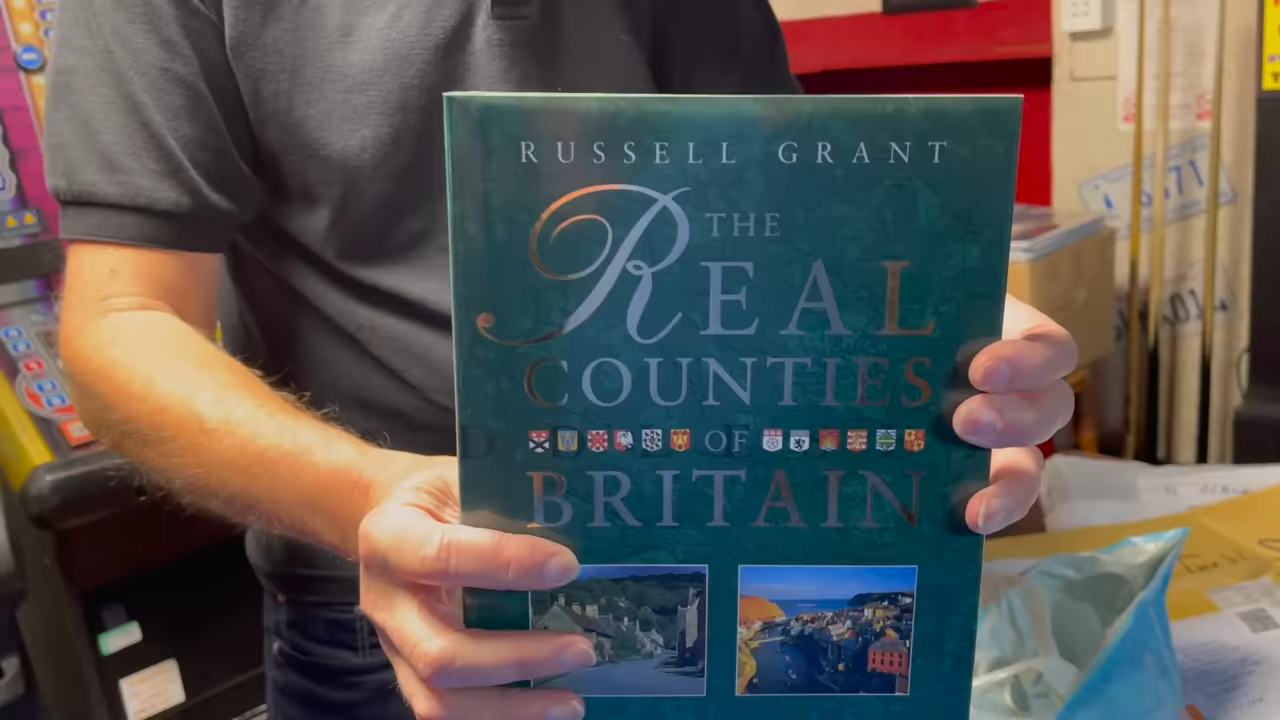 RUSSELL GRANT
THE
REAL
COUNTIES
OF
BRITAIN